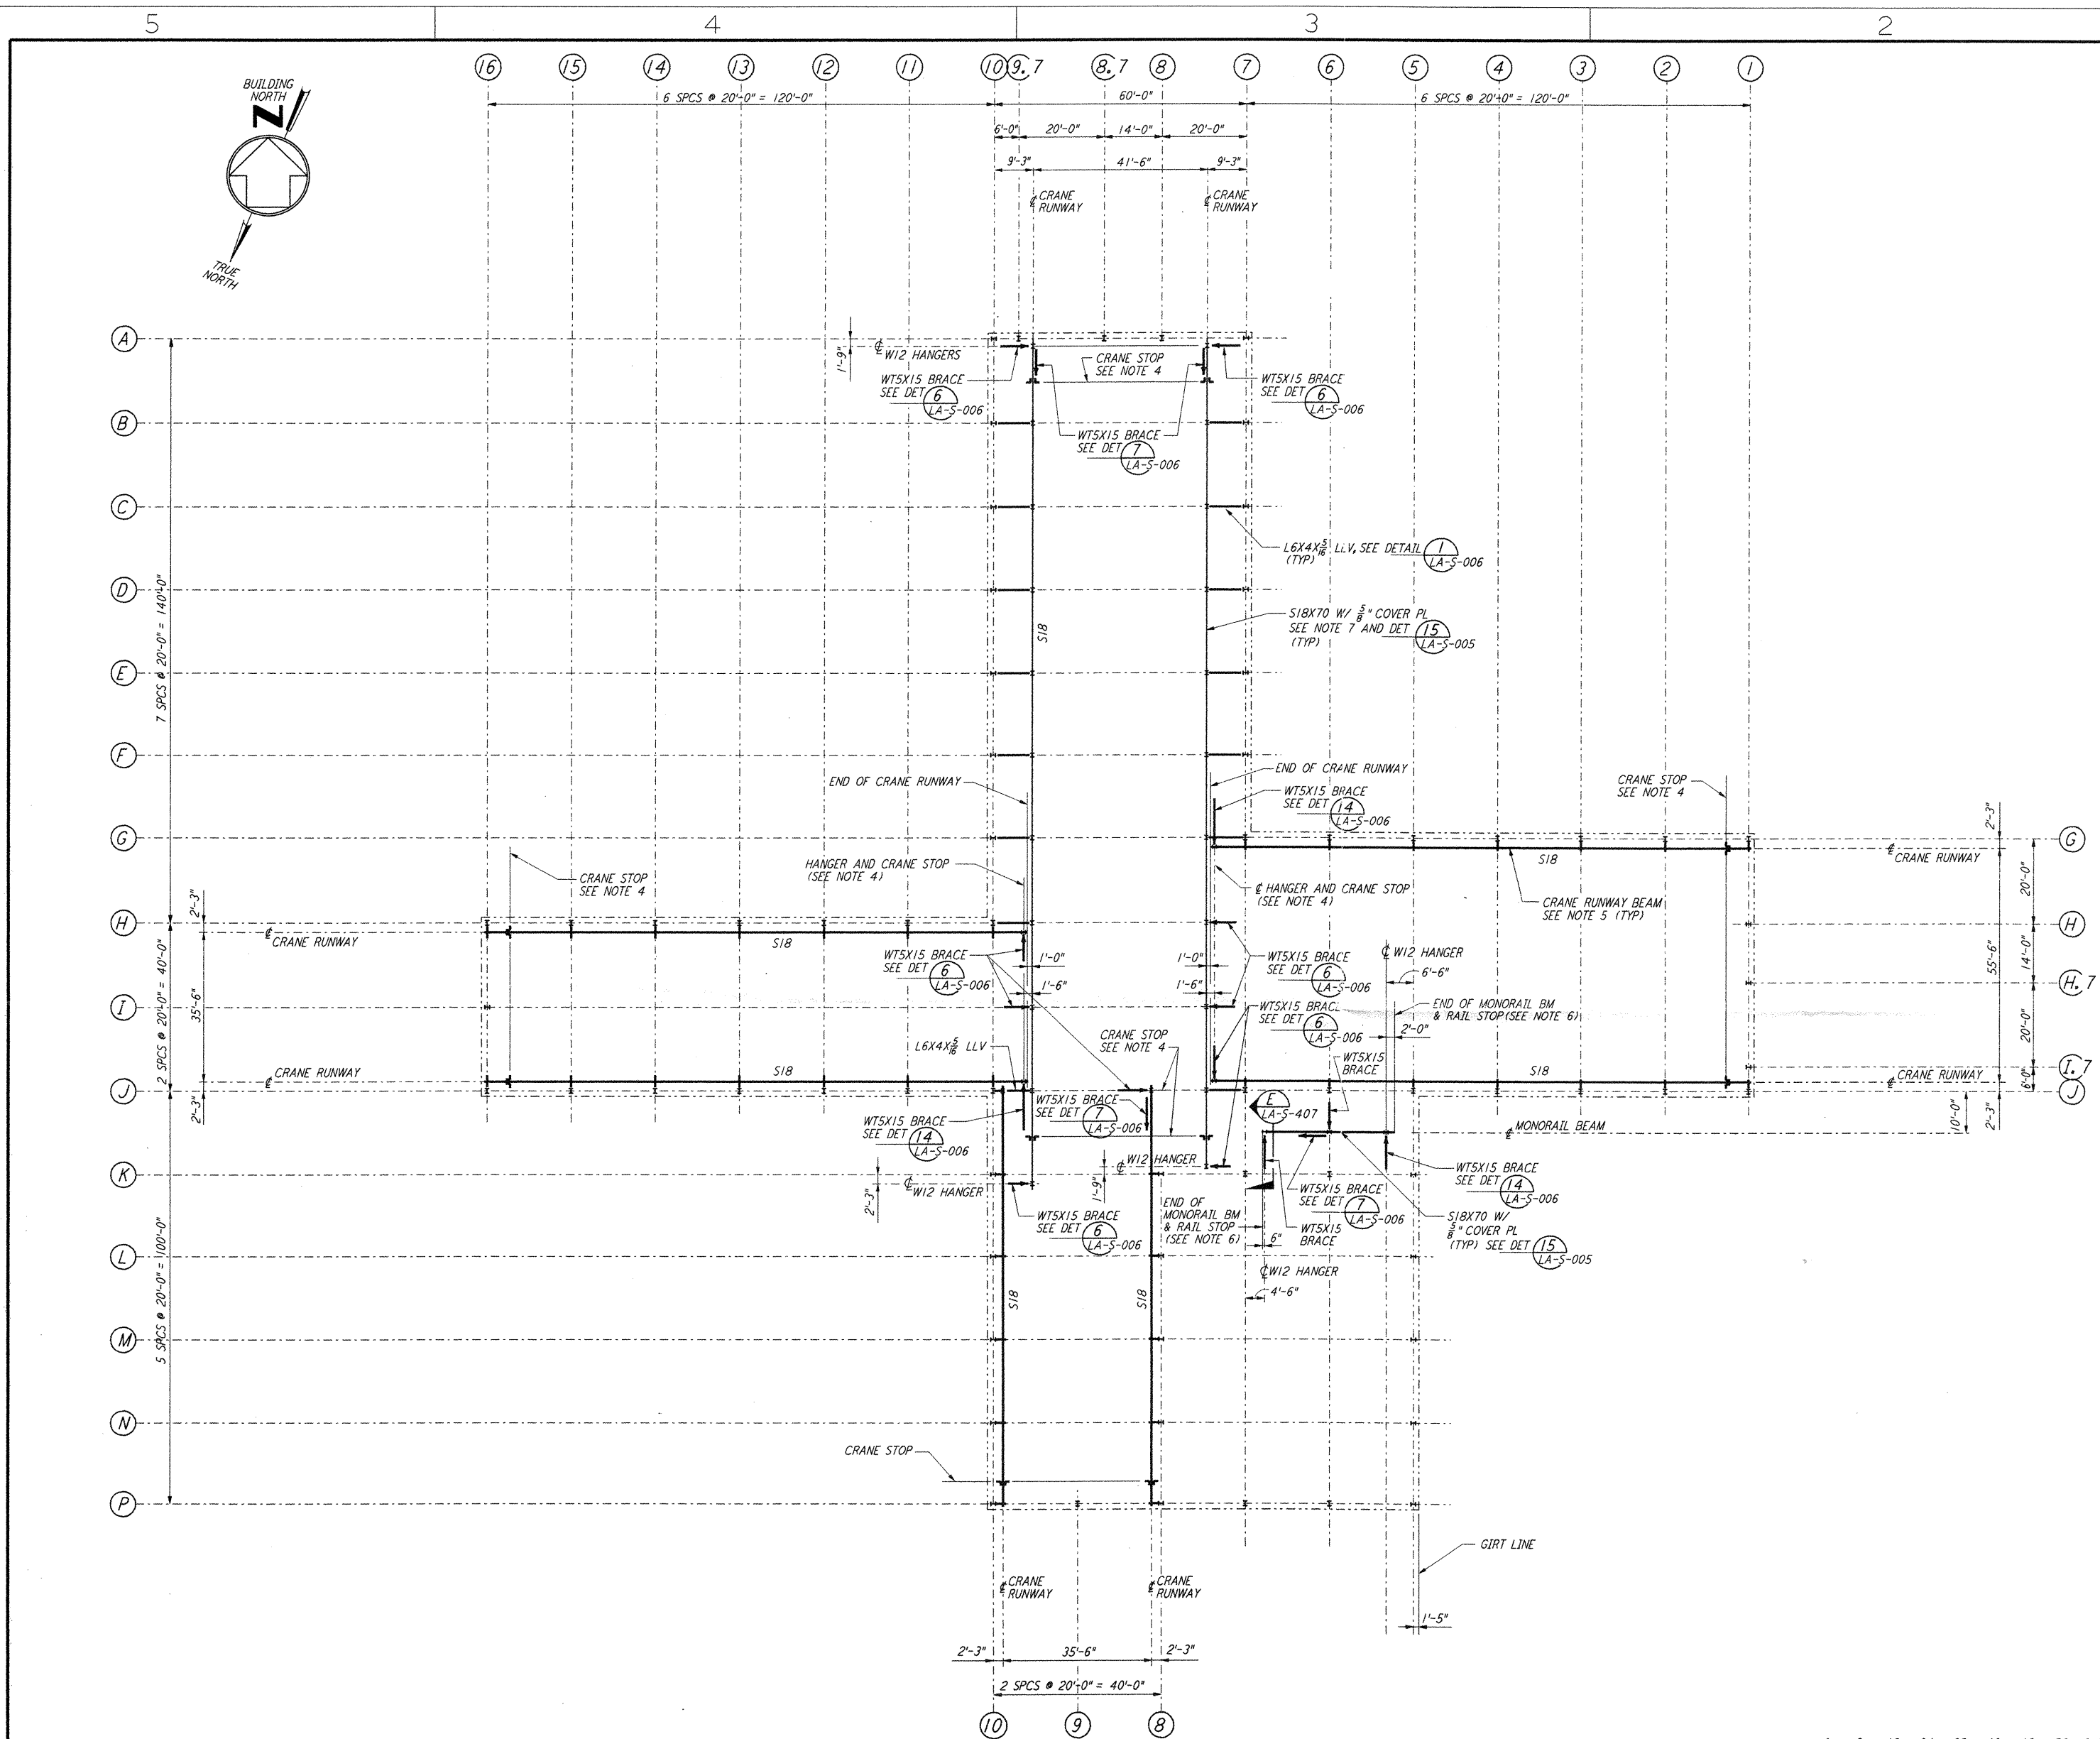 5 4 3 2
16 15 14 13 12 11 10 9.7 8.7 8 7 6 5 4 3 2 1
BUILDING
NORTH
N
TRUE
NORTH
6 SPCS @ 20'-0" = 120'-0" 60'-0" 6 SPCS @ 20'-0" = 120'-0"
6'-0" 20'-0" 14'-0" 20'-0"
9'-3" 41'-6" 9'-3"
℄ CRANE
RUNWAY
℄ CRANE
RUNWAY
A
1'-9"
℄ W12 HANGERS
CRANE STOP
SEE NOTE 4
WT5X15 BRACE
SEE DET 6
LA-S-006
WT5X15 BRACE
SEE DET 6
LA-S-006
B
WT5X15 BRACE
SEE DET 7
LA-S-006
C
L6X4X5/16 LLV, SEE DETAIL 1
(TYP) LA-S-006
D
7 SPCS @ 20'-0" = 140'-0"
S18
S18X70 W/ 5/8" COVER PL
SEE NOTE 7 AND DET 15
(TYP) LA-S-005
E
F
END OF CRANE RUNWAY
END OF CRANE RUNWAY
WT5X15 BRACE
SEE DET 14
LA-S-006
CRANE STOP
SEE NOTE 4
2'-3"
G
G
S18
℄ CRANE RUNWAY
HANGER AND CRANE STOP
(SEE NOTE 4)
CRANE STOP
SEE NOTE 4
℄ HANGER AND CRANE STOP
(SEE NOTE 4)
CRANE RUNWAY BEAM
SEE NOTE 5 (TYP)
20'-0"
2'-3"
H
H
℄ CRANE RUNWAY
S18
WT5X15 BRACE
SEE DET 6
LA-S-006
1'-0"
1'-6"
1'-0"
1'-6"
WT5X15 BRACE
SEE DET 6
LA-S-006
℄ W12 HANGER
6'-6"
14'-0"
55'-6"
H.7
2 SPCS @ 20'-0" = 40'-0"
35'-6"
I
WT5X15 BRACE
SEE DET 6
LA-S-006
END OF MONORAIL BM
& RAIL STOP (SEE NOTE 6)
2'-0"
20'-0"
L6X4X5/16 LLV
CRANE STOP
SEE NOTE 4
WT5X15
BRACE
I.7
℄ CRANE RUNWAY
S18
S18
℄ CRANE RUNWAY
6'-0"
J
J
2'-3"
WT5X15 BRACE
SEE DET 7
LA-S-006
E
LA-S-407
10'-0"
2'-3"
WT5X15 BRACE
SEE DET 14
LA-S-006
℄ MONORAIL BEAM
K
℄ W12 HANGER
2'-3"
℄ W12 HANGER
1'-9"
WT5X15 BRACE
SEE DET 14
LA-S-006
WT5X15 BRACE
SEE DET 7
LA-S-006
WT5X15 BRACE
SEE DET 6
LA-S-006
END OF
MONORAIL BM
& RAIL STOP
(SEE NOTE 6)
WT5X15
BRACE
S18X70 W/
5/8" COVER PL
(TYP) SEE DET 15
LA-S-005
6"
L
℄ W12 HANGER
4'-6"
5 SPCS @ 20'-0" = 100'-0"
S18
S18
M
N
CRANE STOP
P
GIRT LINE
℄ CRANE
RUNWAY
℄ CRANE
RUNWAY
1'-5"
2'-3" 35'-6" 2'-3"
2 SPCS @ 20'-0" = 40'-0"
10 9 8